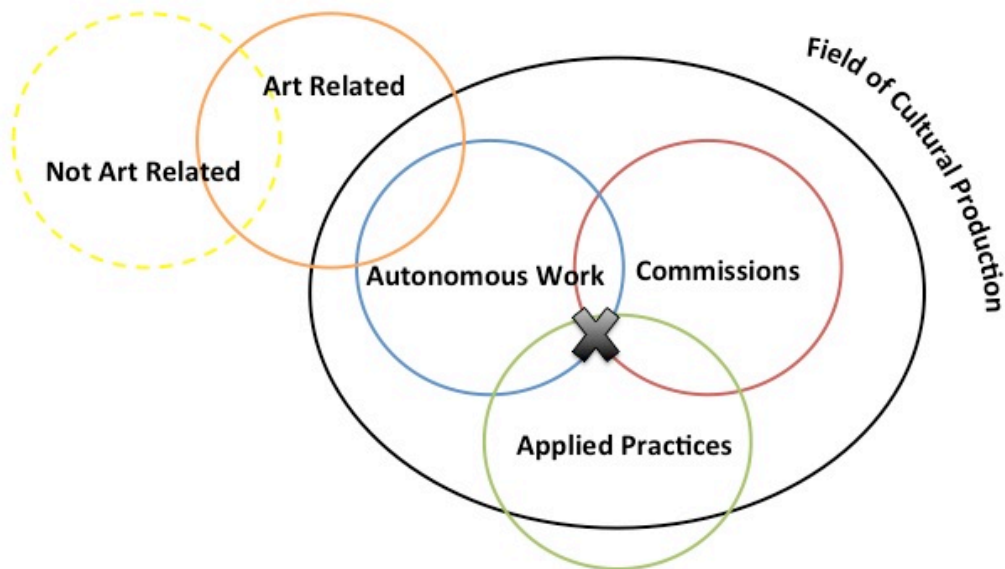 Field of Cultural Production
Art Related
Not Art Related
Autonomous Work
Commissions
Applied Practices